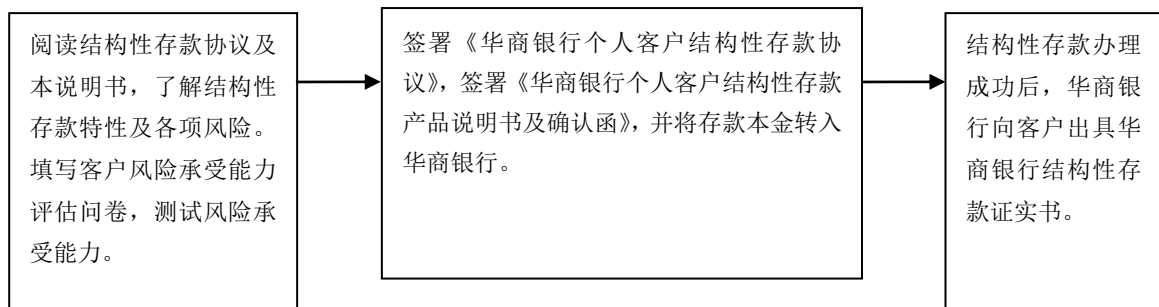 阅读结构性存款协议及
本说明书，了解结构性
存款特性及各项风险。
填写客户风险承受能力
评估问卷，测试风险承
受能力。
签署《华商银行个人客户结构性存款协
议》，签署《华商银行个人客户结构性存款
产品说明书及确认函》，并将存款本金转入
华商银行。
结构性存款办理
成功后，华商银
行向客户出具华
商银行结构性存
款证实书。